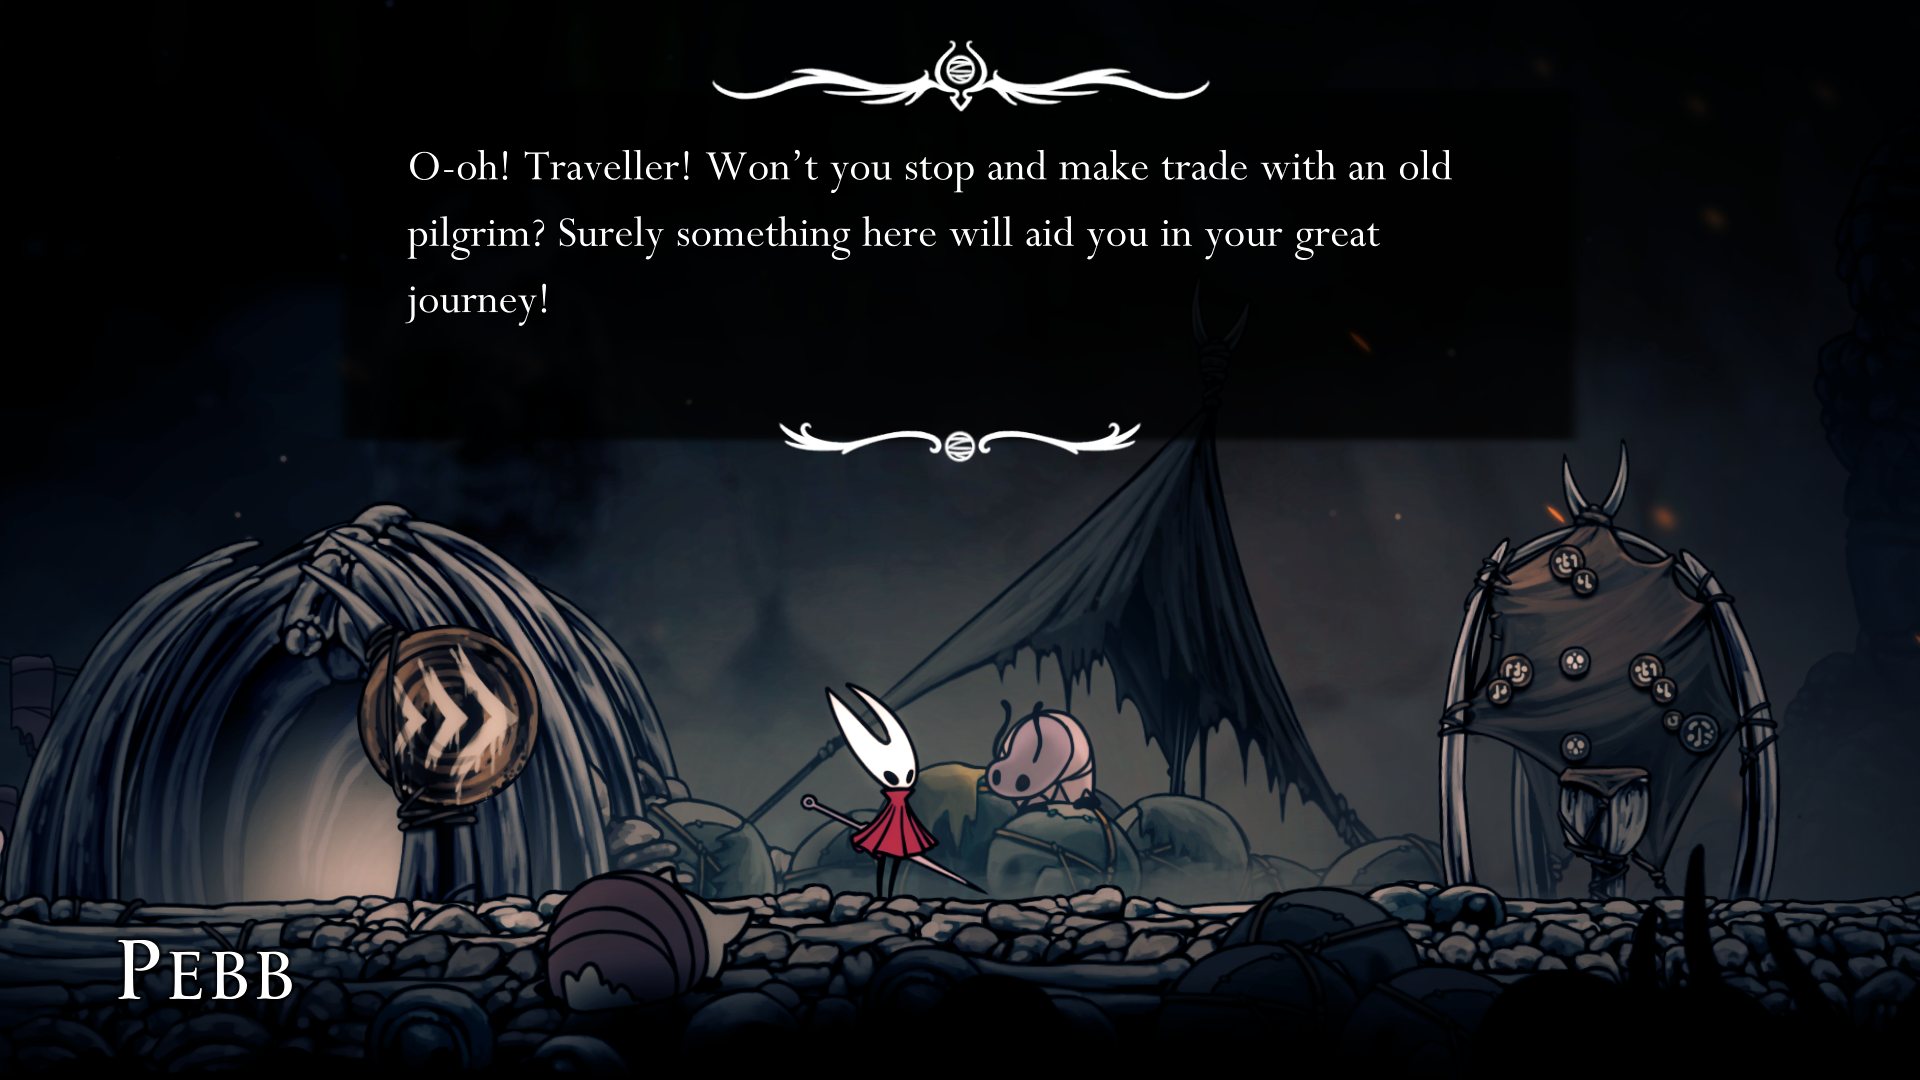 O-oh! Traveller! Won’t you stop and make trade with an old
pilgrim? Surely something here will aid you in your great
journey!
Pebb